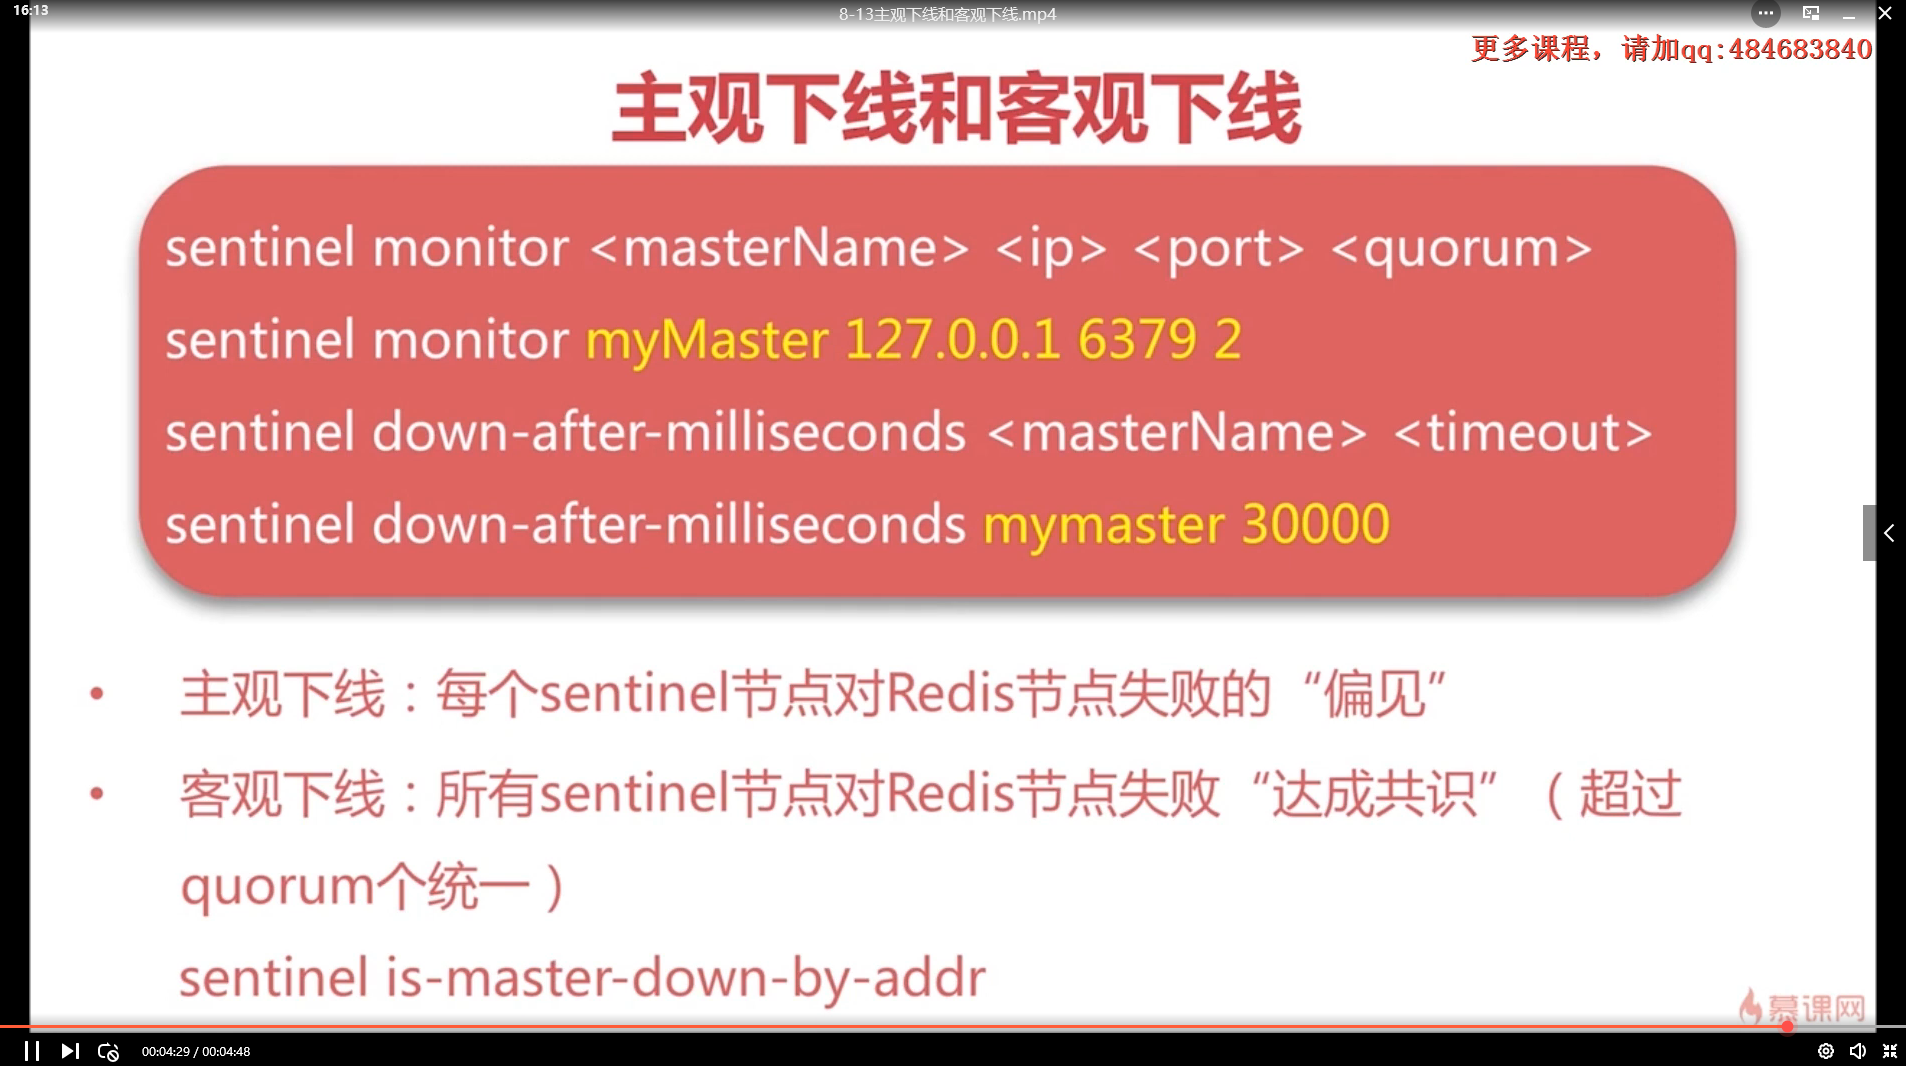 16:13
8-13主观下线和客观下线.mp4
更多课程，请加qq:484683840
主观下线和客观下线
sentinel monitor <masterName> <ip> <port> <quorum>
sentinel monitor myMaster 127.0.0.1 6379 2
sentinel down-after-milliseconds <masterName> <timeout>
sentinel down-after-milliseconds mymaster 30000
• 主观下线：每个sentinel节点对Redis节点失败的“偏见”
• 客观下线：所有sentinel节点对Redis节点失败“达成共识”（超过
quorum个统一）
sentinel is-master-down-by-addr
慕课网
00:04:29 / 00:04:48